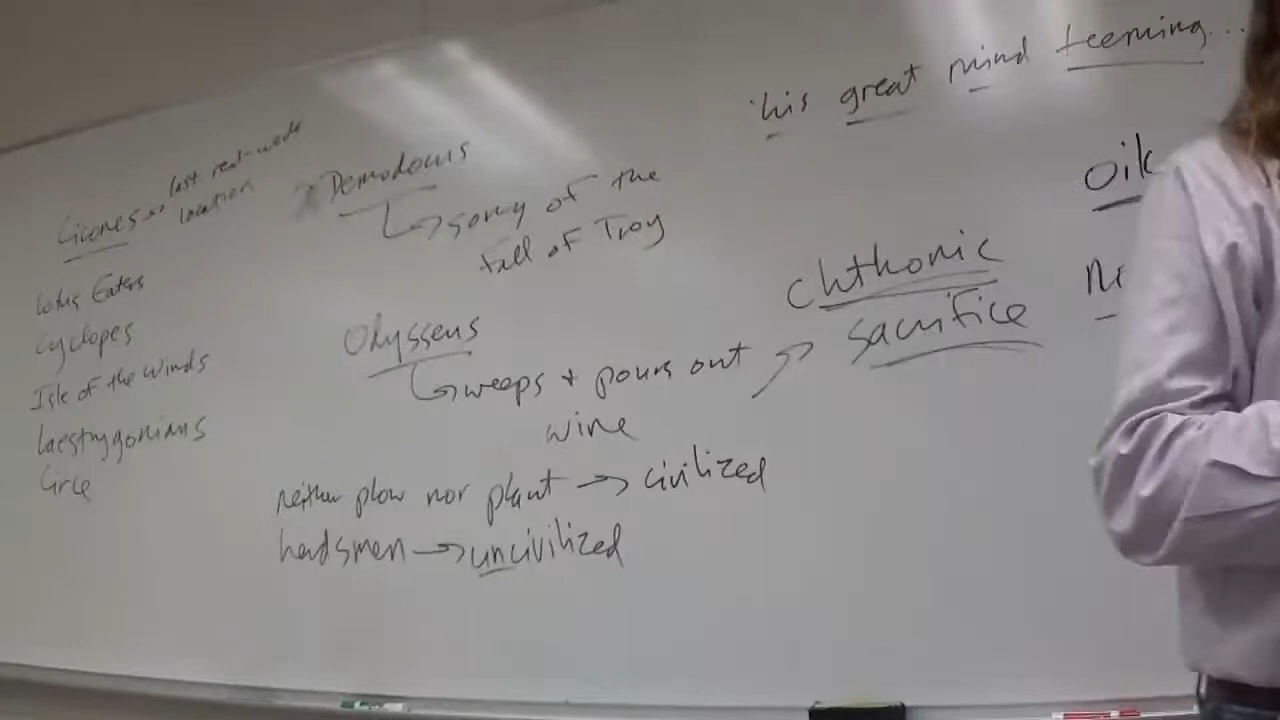 his great mind teeming...
Cicones → last real-world
location
Lotus Eaters
Cyclopes
Isle of the Winds
Laestrygonians
Circe
Demodocus
↳ song of the
fall of Troy
Odysseus
↳ weeps + pours out →
wine
chthonic
sacrifice
neither plow nor plant → civilized
herdsmen → uncivilized